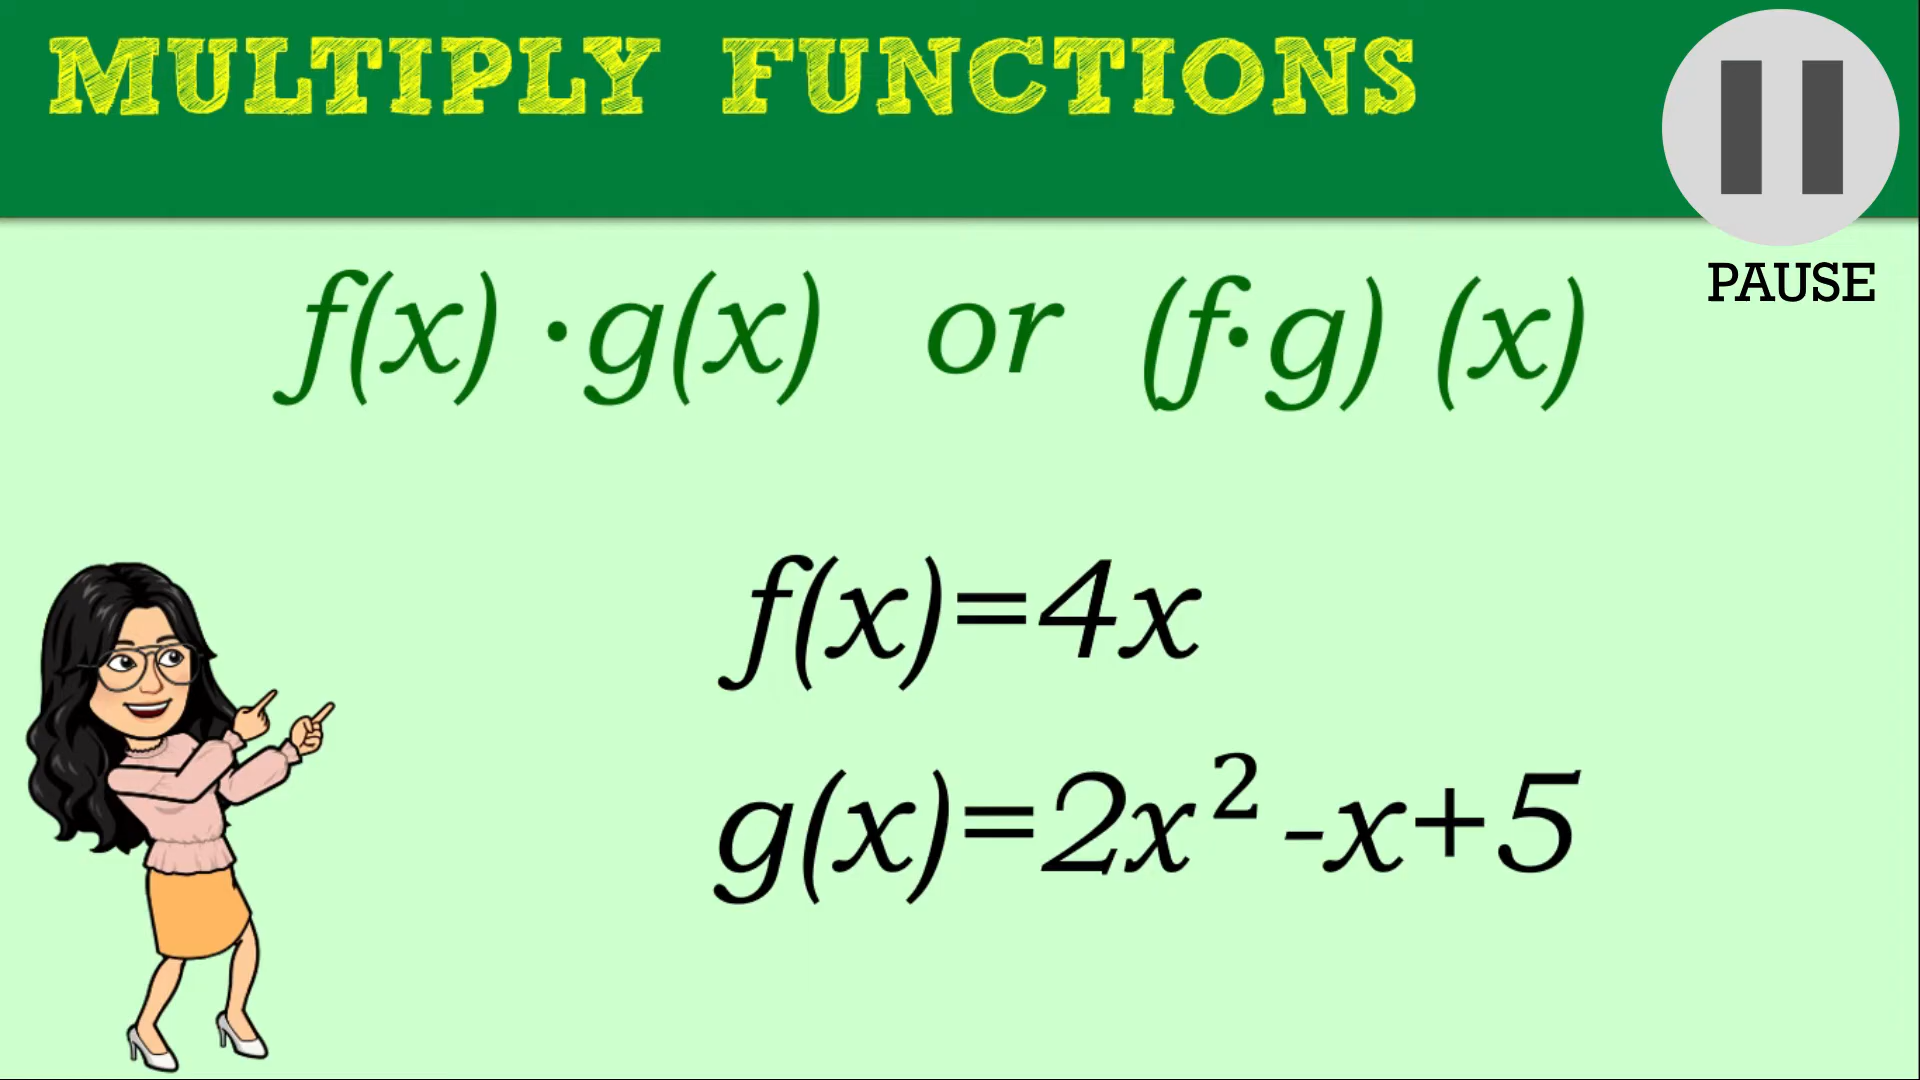 MULTIPLY FUNCTIONS
PAUSE
f(x) ·g(x) or (f·g) (x)
f(x)=4x
g(x)=2x² -x+5